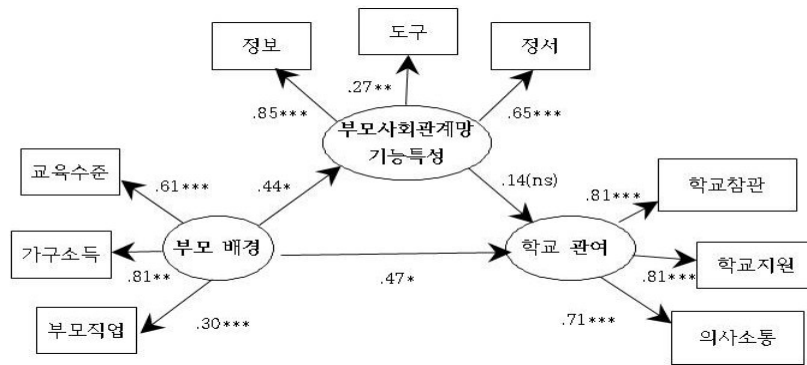 정보
도구
정서
.85***
.27**
.65***
부모사회관계망
기능특성
교육수준
.61***
.44*
.14(ns)
.81***
학교참관
가구소득
부모 배경
학교 관여
.81**
.47*
.81***
학교지원
부모직업
.30***
.71***
의사소통